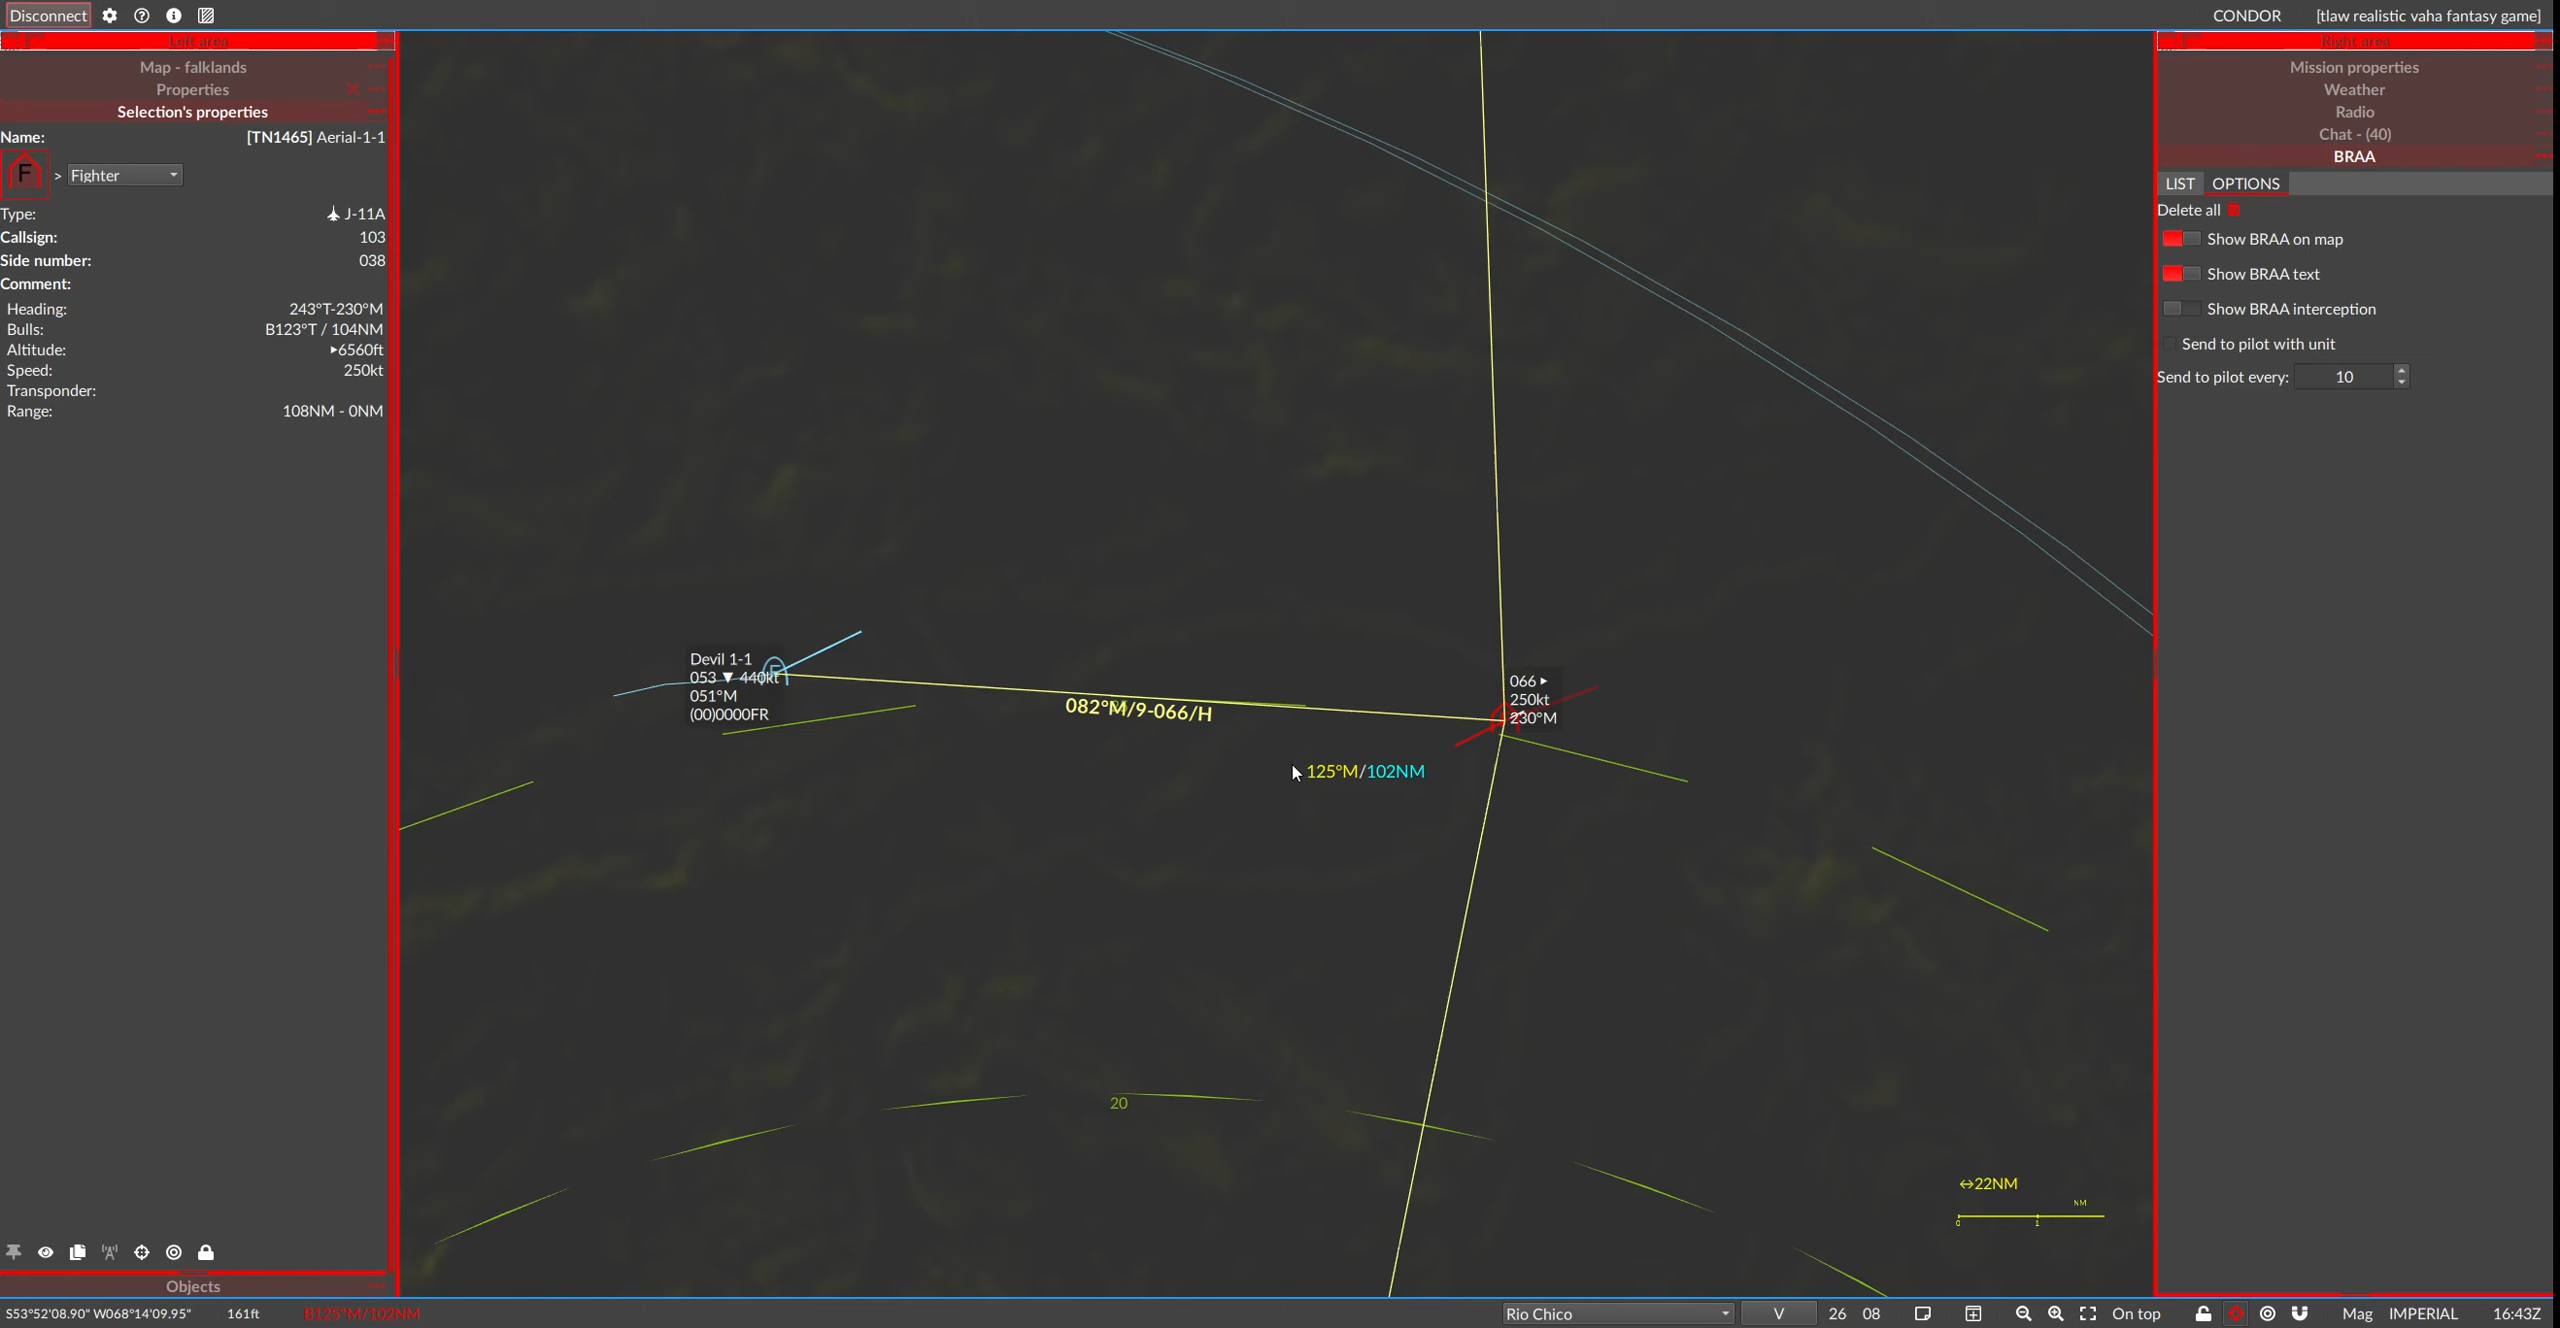 Disconnect
CONDOR [tlaw realistic vaha fantasy game]
Left area
Map - falklands
Properties
Selection's properties
Name: [TN1465] Aerial-1-1
F > Fighter
Type: J-11A
Callsign: 103
Side number: 038
Comment:
Heading: 243°T-230°M
Bulls: B123°T / 104NM
Altitude: ▸6560ft
Speed: 250kt
Transponder:
Range: 108NM - 0NM
Objects
Devil 1-1
053 ▼ 440kt
051°M
(00)0000FR
082°M/9-066/H
066 ▸
250kt
230°M
125°M/102NM
20
↔22NM
NM
0 1
Right area
Mission properties
Weather
Radio
Chat - (40)
BRAA
LIST OPTIONS
Delete all
Show BRAA on map
Show BRAA text
Show BRAA interception
Send to pilot with unit
Send to pilot every: 10
S53°52'08.90" W068°14'09.95" 161ft B125°M/102NM Rio Chico V 26 08 On top Mag IMPERIAL 16:43Z